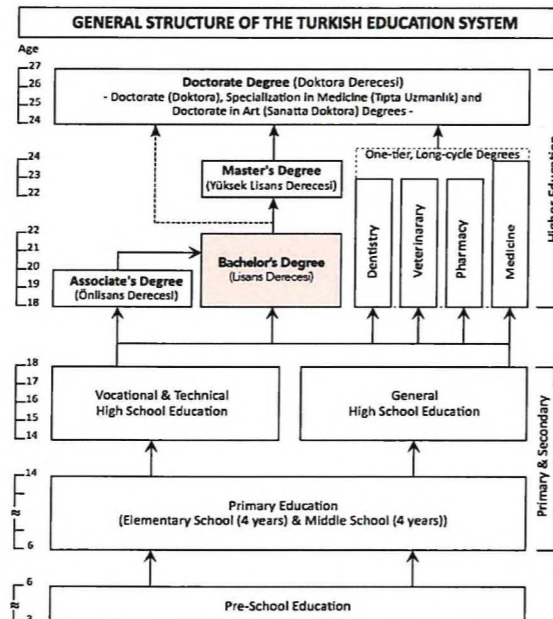 GENERAL STRUCTURE OF THE TURKISH EDUCATION SYSTEM
Age
27
26
25
24
Doctorate Degree (Doktora Derecesi)
- Doctorate (Doktora), Specialization in Medicine (Tıpta Uzmanlık) and
Doctorate in Art (Sanatta Doktora) Degrees -
24
23
22
Master's Degree
(Yüksek Lisans Derecesi)
One-tier, Long-cycle Degrees
Dentistry
Veterinarary
Pharmacy
Medicine
Higher Education
22
21
20
19
18
Bachelor's Degree
(Lisans Derecesi)
Associate's Degree
(Önlisans Derecesi)
18
17
16
15
14
Vocational & Technical
High School Education
General
High School Education
Primary & Secondary
14
6
Primary Education
(Elementary School (4 years) & Middle School (4 years))
6
3
Pre-School Education